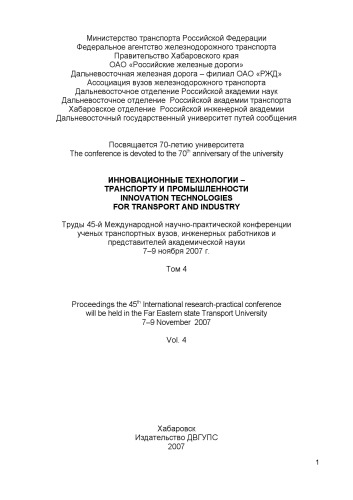 Министерство транспорта Российской Федерации
Федеральное агентство железнодорожного транспорта
Правительство Хабаровского края
ОАО «Российские железные дороги»
Дальневосточная железная дорога – филиал ОАО «РЖД»
Ассоциация вузов железнодорожного транспорта
Дальневосточное отделение Российской академии наук
Дальневосточное отделение Российской академии транспорта
Хабаровское отделение Российской инженерной академии
Дальневосточный государственный университет путей сообщения
Посвящается 70-летию университета
The conference is devoted to the 70th anniversary of the university
ИННОВАЦИОННЫЕ ТЕХНОЛОГИИ –
ТРАНСПОРТУ И ПРОМЫШЛЕННОСТИ
INNOVATION TECHNOLOGIES
FOR TRANSPORT AND INDUSTRY
Труды 45-й Международной научно-практической конференции
ученых транспортных вузов, инженерных работников и
представителей академической науки
7–9 ноября 2007 г.
Том 4
Proceedings the 45th International research-practical conference
will be held in the Far Eastern state Transport University
7–9 November 2007
Vol. 4
Хабаровск
Издательство ДВГУПС
2007
1